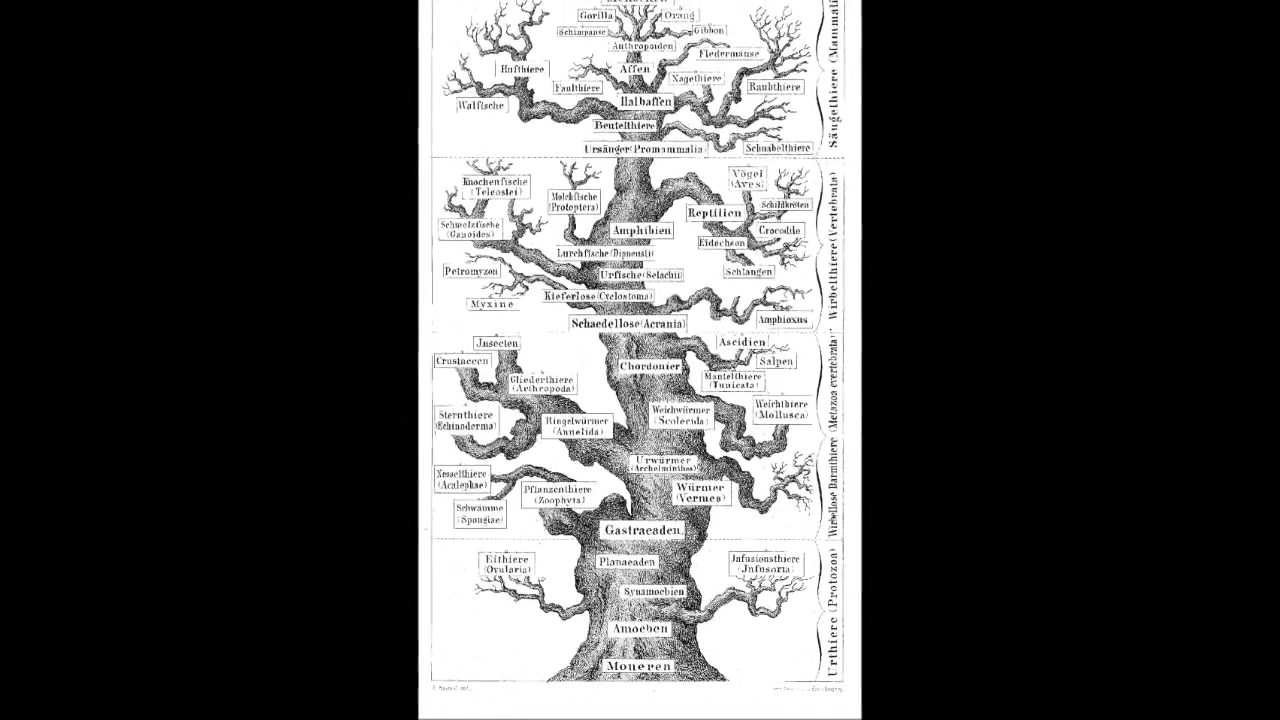 Gorilla
Orang
Schimpanse
Gibbon
Anthropoiden
Fledermäuse
Hufthiere
Affen
Nagethiere
Faulthiere
Raubthiere
Walfische
Halbaffen
Beutelthiere
Ursäuger (Promammalia)
Schnabelthiere
Säugethiere (Mammali
Knochenfische
(Teleostei)
Molchfische
(Protoptera)
Vögel
(Aves)
Schildkröten
Reptilien
Schmelzfische
(Ganoides)
Amphibien
Crocodile
Eidechsen
Lurchfische (Dipneusti)
Petromyzon
Urfische (Selachii)
Schlangen
Myxine
Kieferlose (Cyclostoma)
Schaedellose (Acrania)
Amphioxus
Wirbelthiere (Vertebrata)
Jnsecten
Ascidien
Crustaceen
Chordonier
Salpen
Gliederthiere
(Arthropoda)
Mantelthiere
(Tunicata)
Sternthiere
(Echinoderma)
Ringelwürmer
(Annelida)
Weichwürmer
(Scolecida)
Weichthiere
(Mollusca)
Urwürmer
(Archelminthes)
Nesselthiere
(Acalephae)
Pflanzenthiere
(Zoophyta)
Würmer
(Vermes)
Schwämme
(Spongiae)
Gastraeaden
Wirbellose Darmthiere (Metazoa evertebrata)
Eithiere
(Ovularia)
Planaeaden
Jnfusionsthiere
(Jnfusoria)
Synamoebien
Amoeben
Moneren
Urthiere (Protozoa)